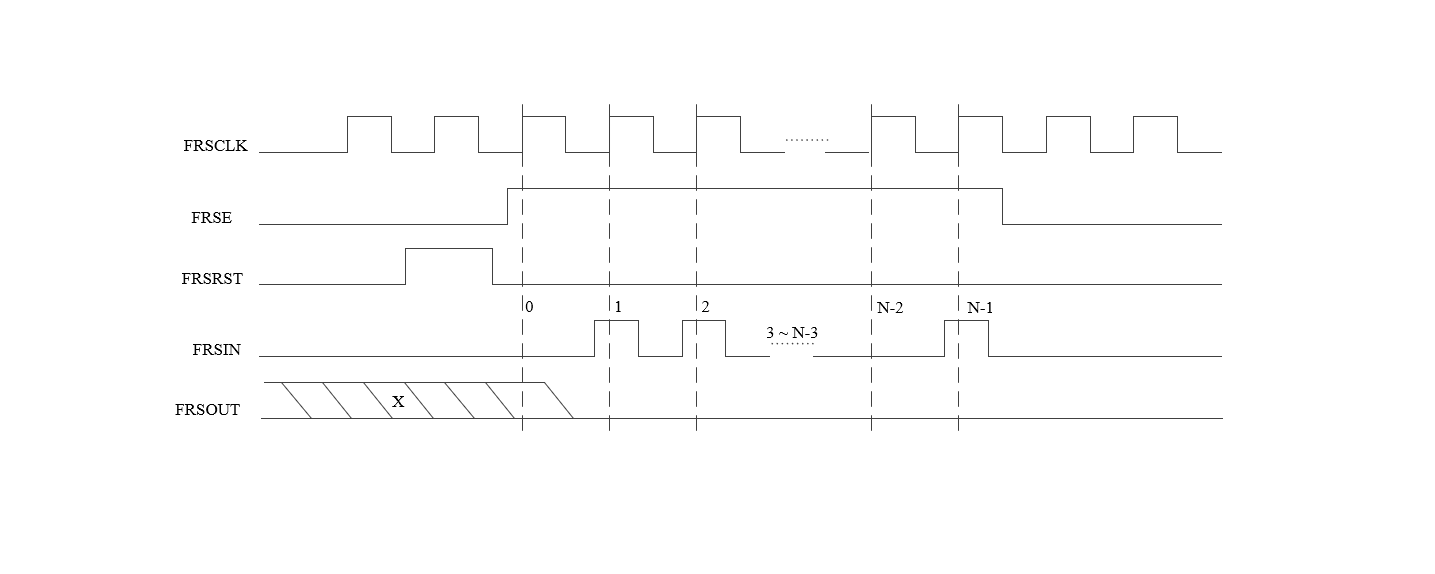 FRSCLK
FRSE
FRSRST
0 1 2 N-2 N-1
3 ~ N-3
FRSIN
X
FRSOUT